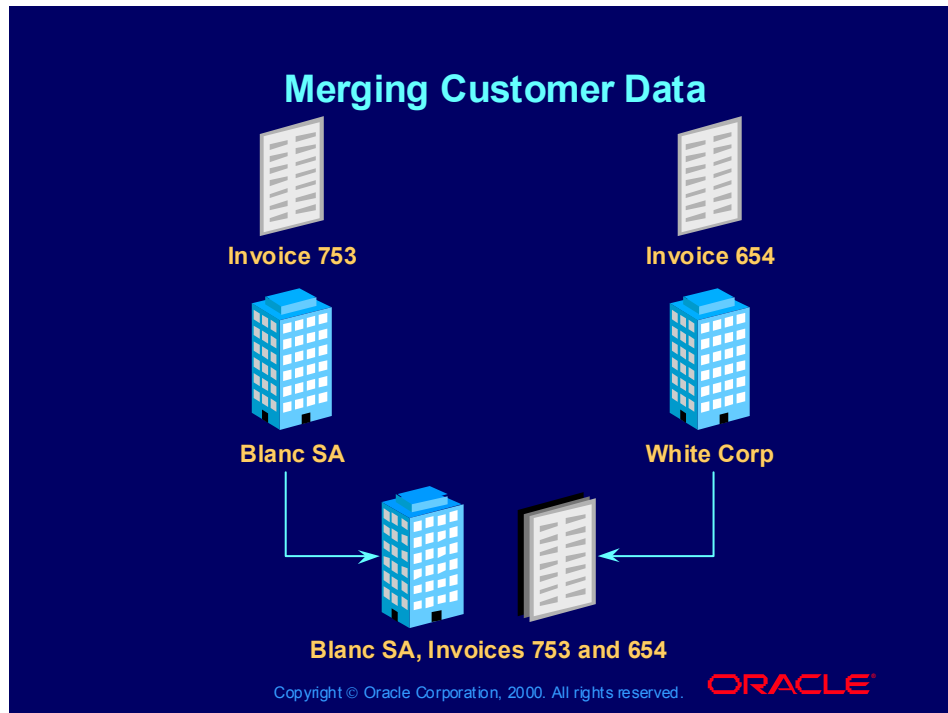 Merging Customer Data
Invoice 753
Invoice 654
Blanc SA
White Corp
Blanc SA, Invoices 753 and 654
Copyright © Oracle Corporation, 2000. All rights reserved.
ORACLE®